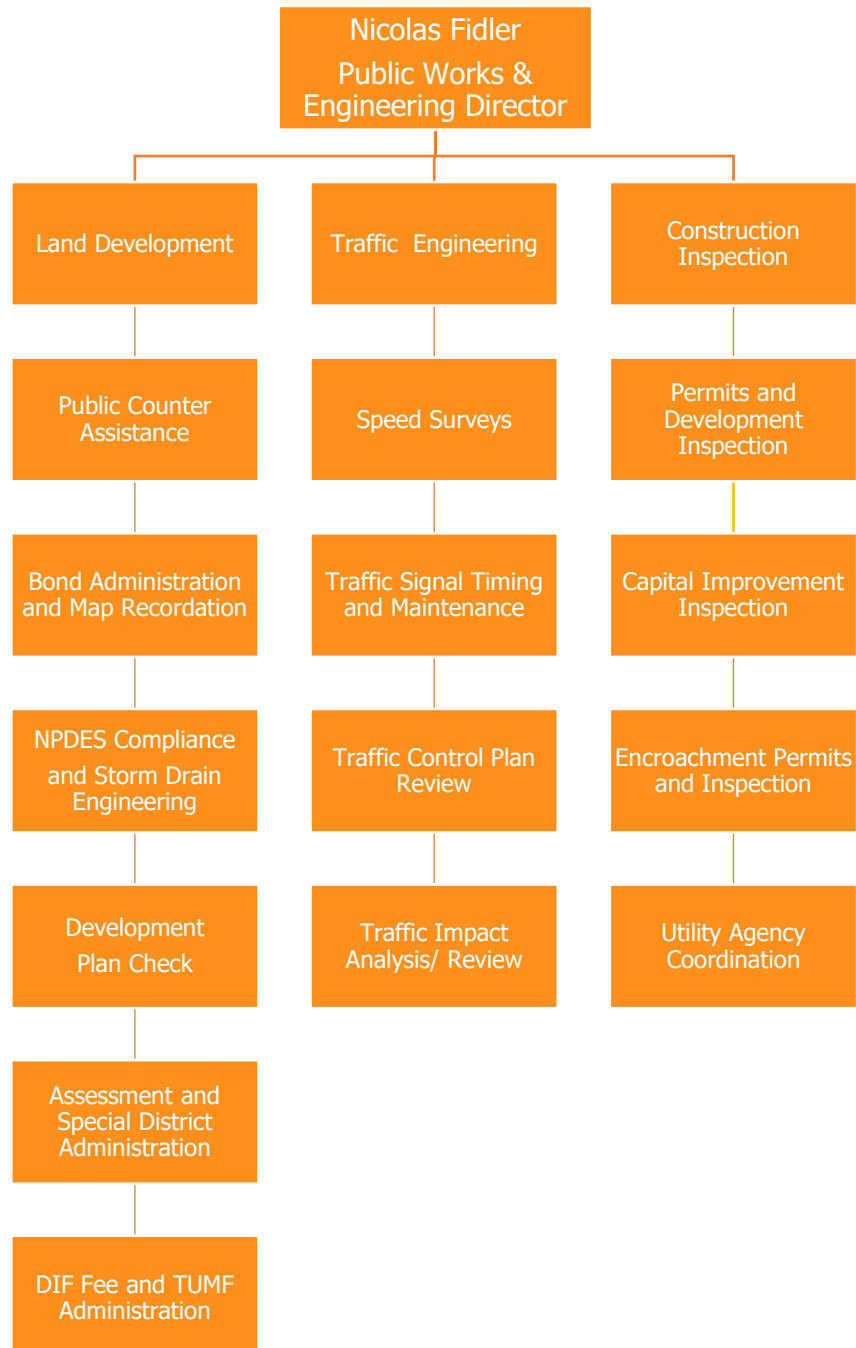 Nicolas Fidler
Public Works &
Engineering Director
Land Development
Public Counter
Assistance
Bond Administration
and Map Recordation
NPDES Compliance
and Storm Drain
Engineering
Development
Plan Check
Assessment and
Special District
Administration
DIF Fee and TUMF
Administration
Traffic  Engineering
Speed Surveys
Traffic Signal Timing
and Maintenance
Traffic Control Plan
Review
Traffic Impact
Analysis/ Review
Construction
Inspection
Permits and
Development
Inspection
Capital Improvement
Inspection
Encroachment Permits
and Inspection
Utility Agency
Coordination